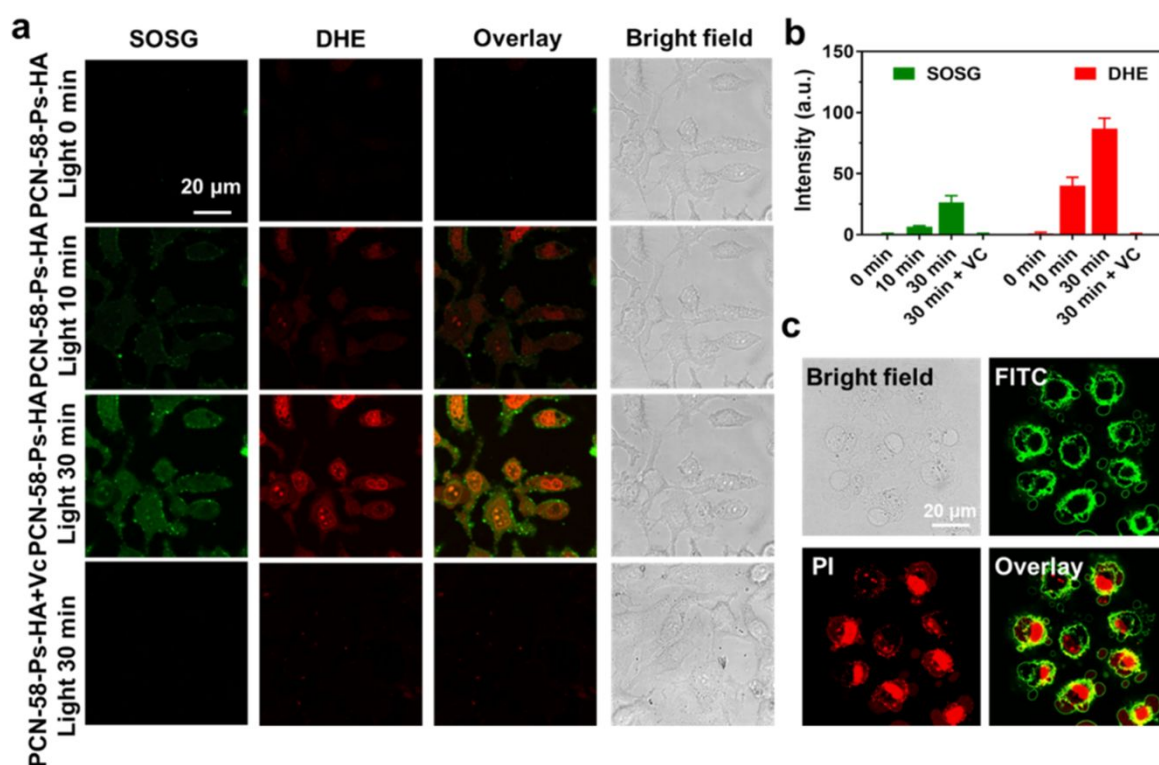 a
SOSG DHE Overlay Bright field
PCN-58-Ps-HA
Light 0 min
20 μm
PCN-58-Ps-HA
Light 10 min
PCN-58-Ps-HA
Light 30 min
PCN-58-Ps-HA+Vc
Light 30 min
b
Intensity (a.u.)
150
100
50
0
SOSG DHE
0 min
10 min
30 min
30 min + VC
0 min
10 min
30 min
30 min + VC
c
Bright field
20 μm
FITC
PI
Overlay